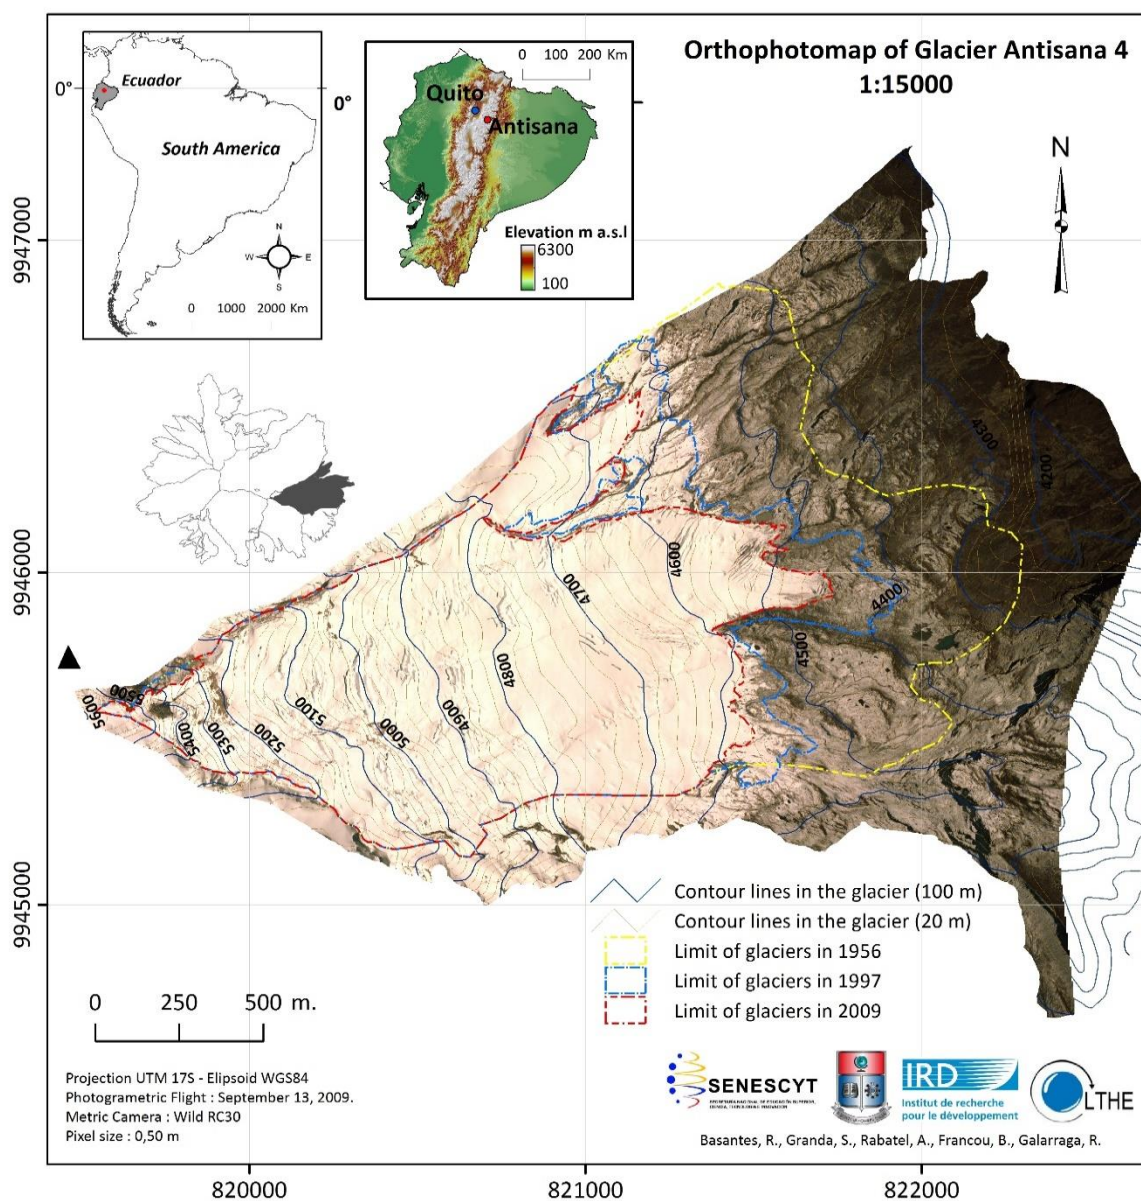 Orthophotomap of Glacier Antisana 4
1:15000
0°
Ecuador
South America
N
W
E
S
0 1000 2000 Km
0 100 200 Km
0°
Quito
Antisana
Elevation m a.s.l
6300
100
N
9947000
9946000
9945000
4300
4200
4600
4700
4400
4500
4800
4900
5000
5100
5200
5300
5400
5500
5600
Contour lines in the glacier (100 m)
Contour lines in the glacier (20 m)
Limit of glaciers in 1956
Limit of glaciers in 1997
Limit of glaciers in 2009
0 250 500 m.
Projection UTM 17S - Elipsoid WGS84
Photogrametric Flight : September 13, 2009.
Metric Camera : Wild RC30
Pixel size : 0,50 m
SENESCYT
IRD
Institut de recherche
pour le développement
LTHE
Basantes, R., Granda, S., Rabatel, A., Francou, B., Galarraga, R.
820000
821000
822000